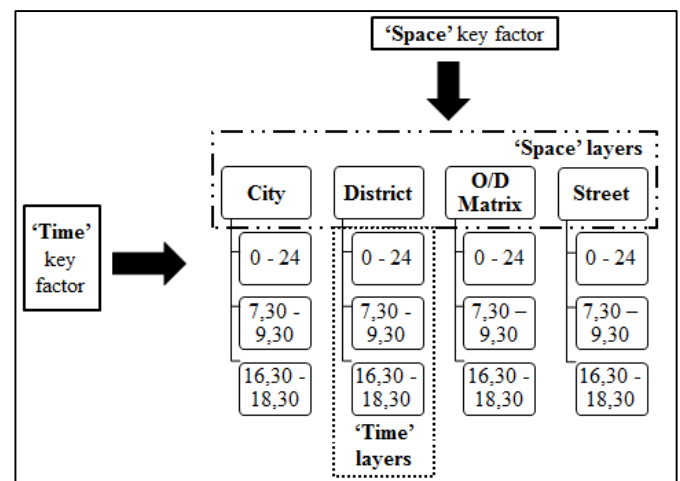 ‘Space’ key factor
‘Space’ layers
City
District
O/D
Matrix
Street
‘Time’
key
factor
0 - 24
0 - 24
0 - 24
0 - 24
7,30 -
9,30
7,30 -
9,30
7,30 –
9,30
7,30 –
9,30
16,30 -
18,30
16,30 -
18,30
16,30 -
18,30
16,30 -
18,30
‘Time’
layers